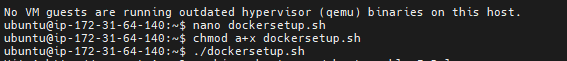 No VM guests are running outdated hypervisor (qemu) binaries on this host.
ubuntu@ip-172-31-64-140:~$ nano dockersetup.sh
ubuntu@ip-172-31-64-140:~$ chmod a+x dockersetup.sh
ubuntu@ip-172-31-64-140:~$ ./dockersetup.sh